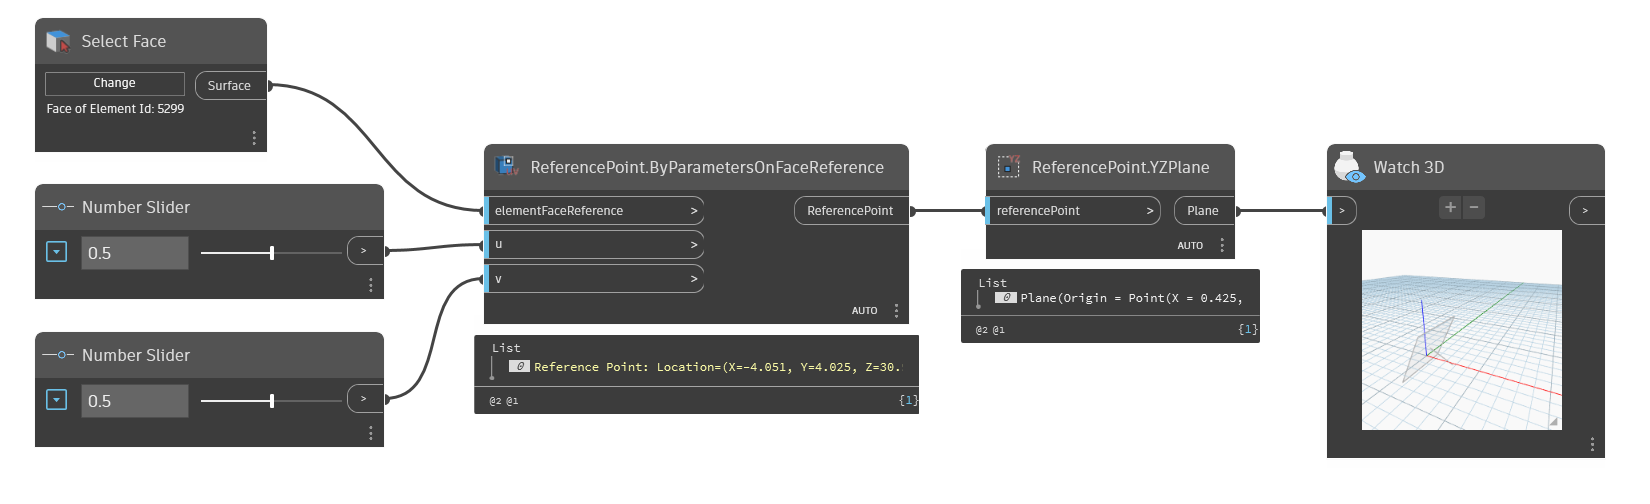 Select Face
Change
Surface
Face of Element Id: 5299
Number Slider
0.5
>
Number Slider
0.5
>
ReferencePoint.ByParametersOnFaceReference
elementFaceReference >
ReferencePoint
u >
v >
AUTO
List
0 Reference Point: Location=(X=-4.051, Y=4.025, Z=30.
@2 @1
{1}
ReferencePoint.YZPlane
referencePoint >
Plane
AUTO
List
0 Plane(Origin = Point(X = 0.425,
@2 @1
{1}
Watch 3D
>
+ −
>